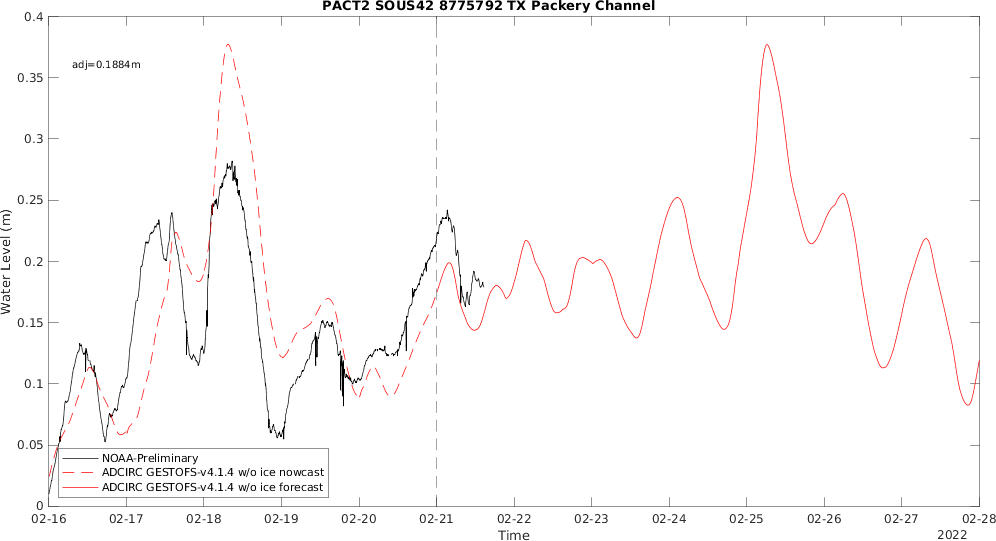 PACT2 SOUS42 8775792 TX Packery Channel
0.4
adj=0.1884m
0.35
0.3
0.25
0.2
0.15
0.1
0.05
0
Water Level (m)
NOAA-Preliminary
ADCIRC GESTOFS-v4.1.4 w/o ice nowcast
ADCIRC GESTOFS-v4.1.4 w/o ice forecast
02-16 02-17 02-18 02-19 02-20 02-21 02-22 02-23 02-24 02-25 02-26 02-27 02-28
Time
2022